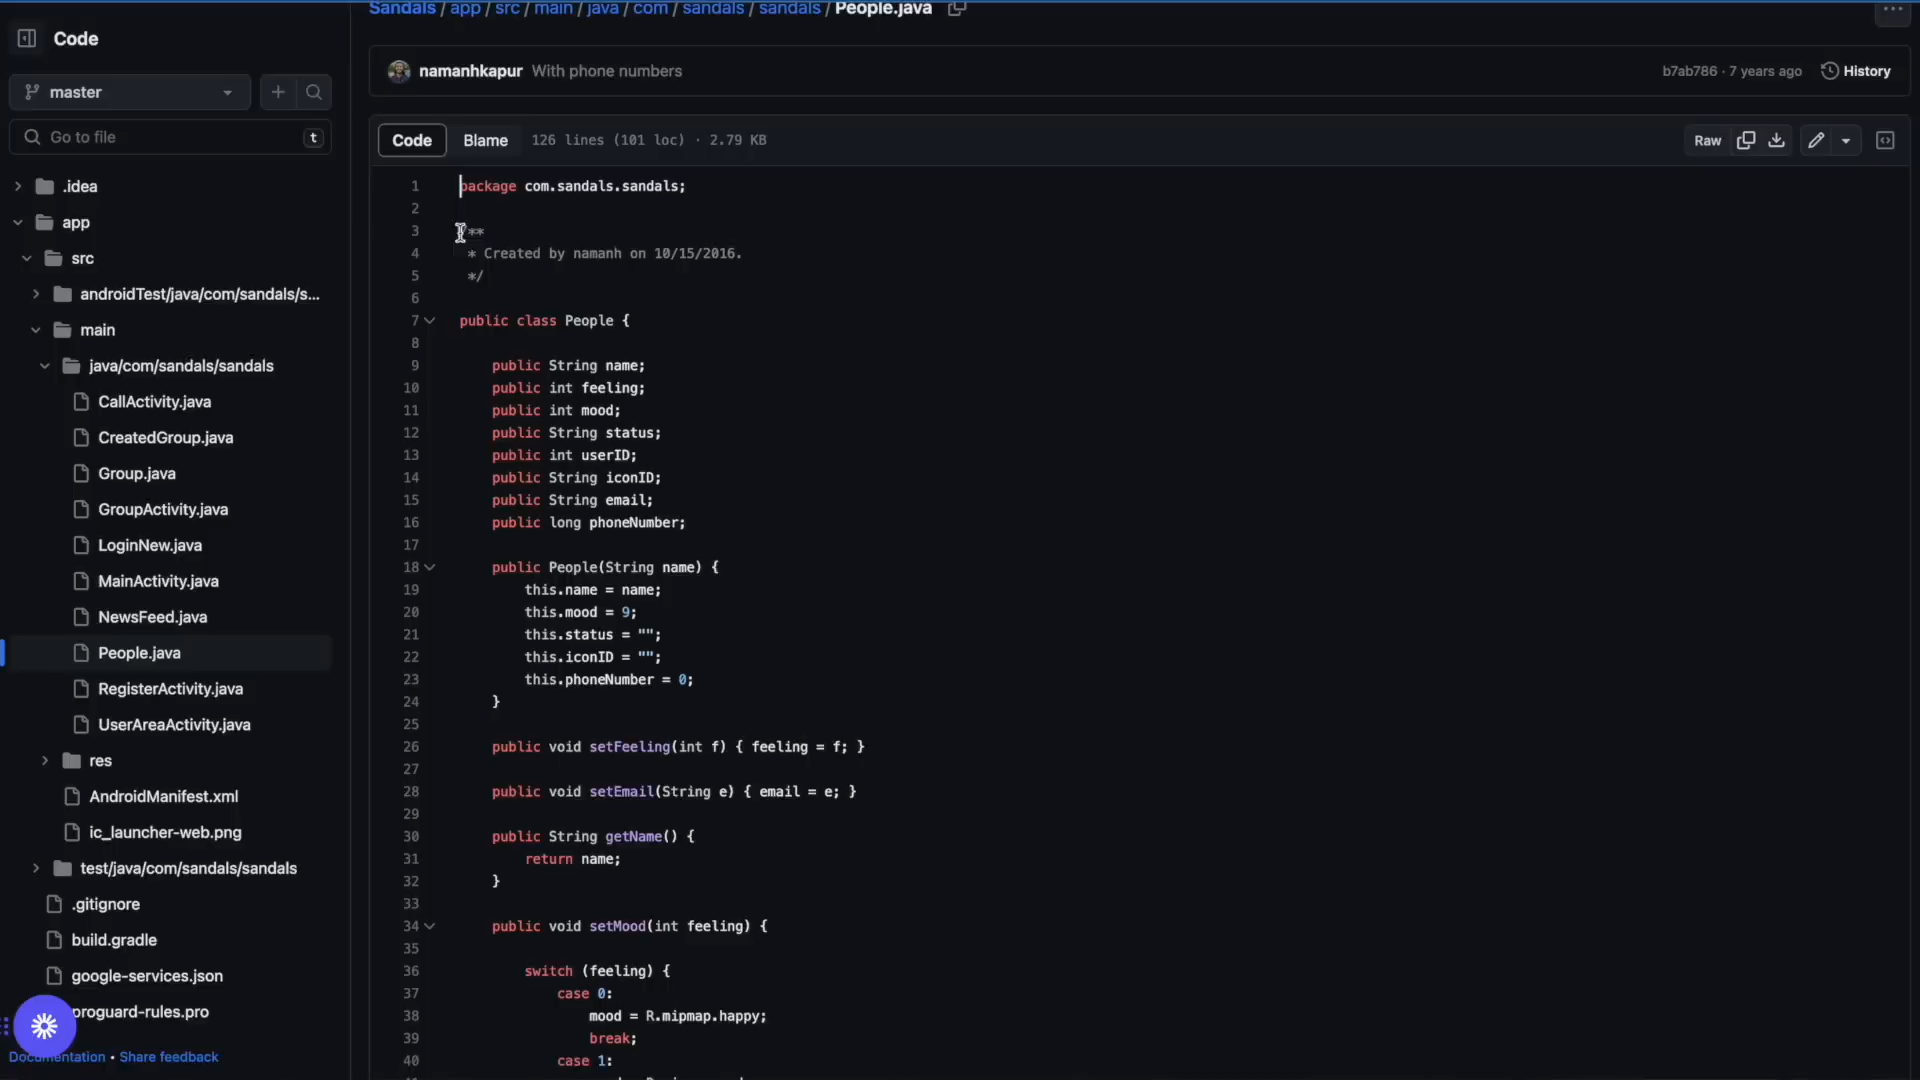 Sandals / app / src / main / java / com / sandals / sandals / People.java
Code
namanhkapur With phone numbers
b7ab786 · 7 years ago
History
master
Go to file
t
Code
Blame
126 lines (101 loc) · 2.79 KB
Raw
.idea
app
src
androidTest/java/com/sandals/s...
main
java/com/sandals/sandals
CallActivity.java
CreatedGroup.java
Group.java
GroupActivity.java
LoginNew.java
MainActivity.java
NewsFeed.java
People.java
RegisterActivity.java
UserAreaActivity.java
res
AndroidManifest.xml
ic_launcher-web.png
test/java/com/sandals/sandals
.gitignore
build.gradle
google-services.json
proguard-rules.pro
Documentation • Share feedback
1 package com.sandals.sandals;
2
3 /**
4 * Created by namanh on 10/15/2016.
5 */
6
7 public class People {
8
9 public String name;
10 public int feeling;
11 public int mood;
12 public String status;
13 public int userID;
14 public String iconID;
15 public String email;
16 public long phoneNumber;
17
18 public People(String name) {
19 this.name = name;
20 this.mood = 9;
21 this.status = "";
22 this.iconID = "";
23 this.phoneNumber = 0;
24 }
25
26 public void setFeeling(int f) { feeling = f; }
27
28 public void setEmail(String e) { email = e; }
29
30 public String getName() {
31 return name;
32 }
33
34 public void setMood(int feeling) {
35
36 switch (feeling) {
37 case 0:
38 mood = R.mipmap.happy;
39 break;
40 case 1: